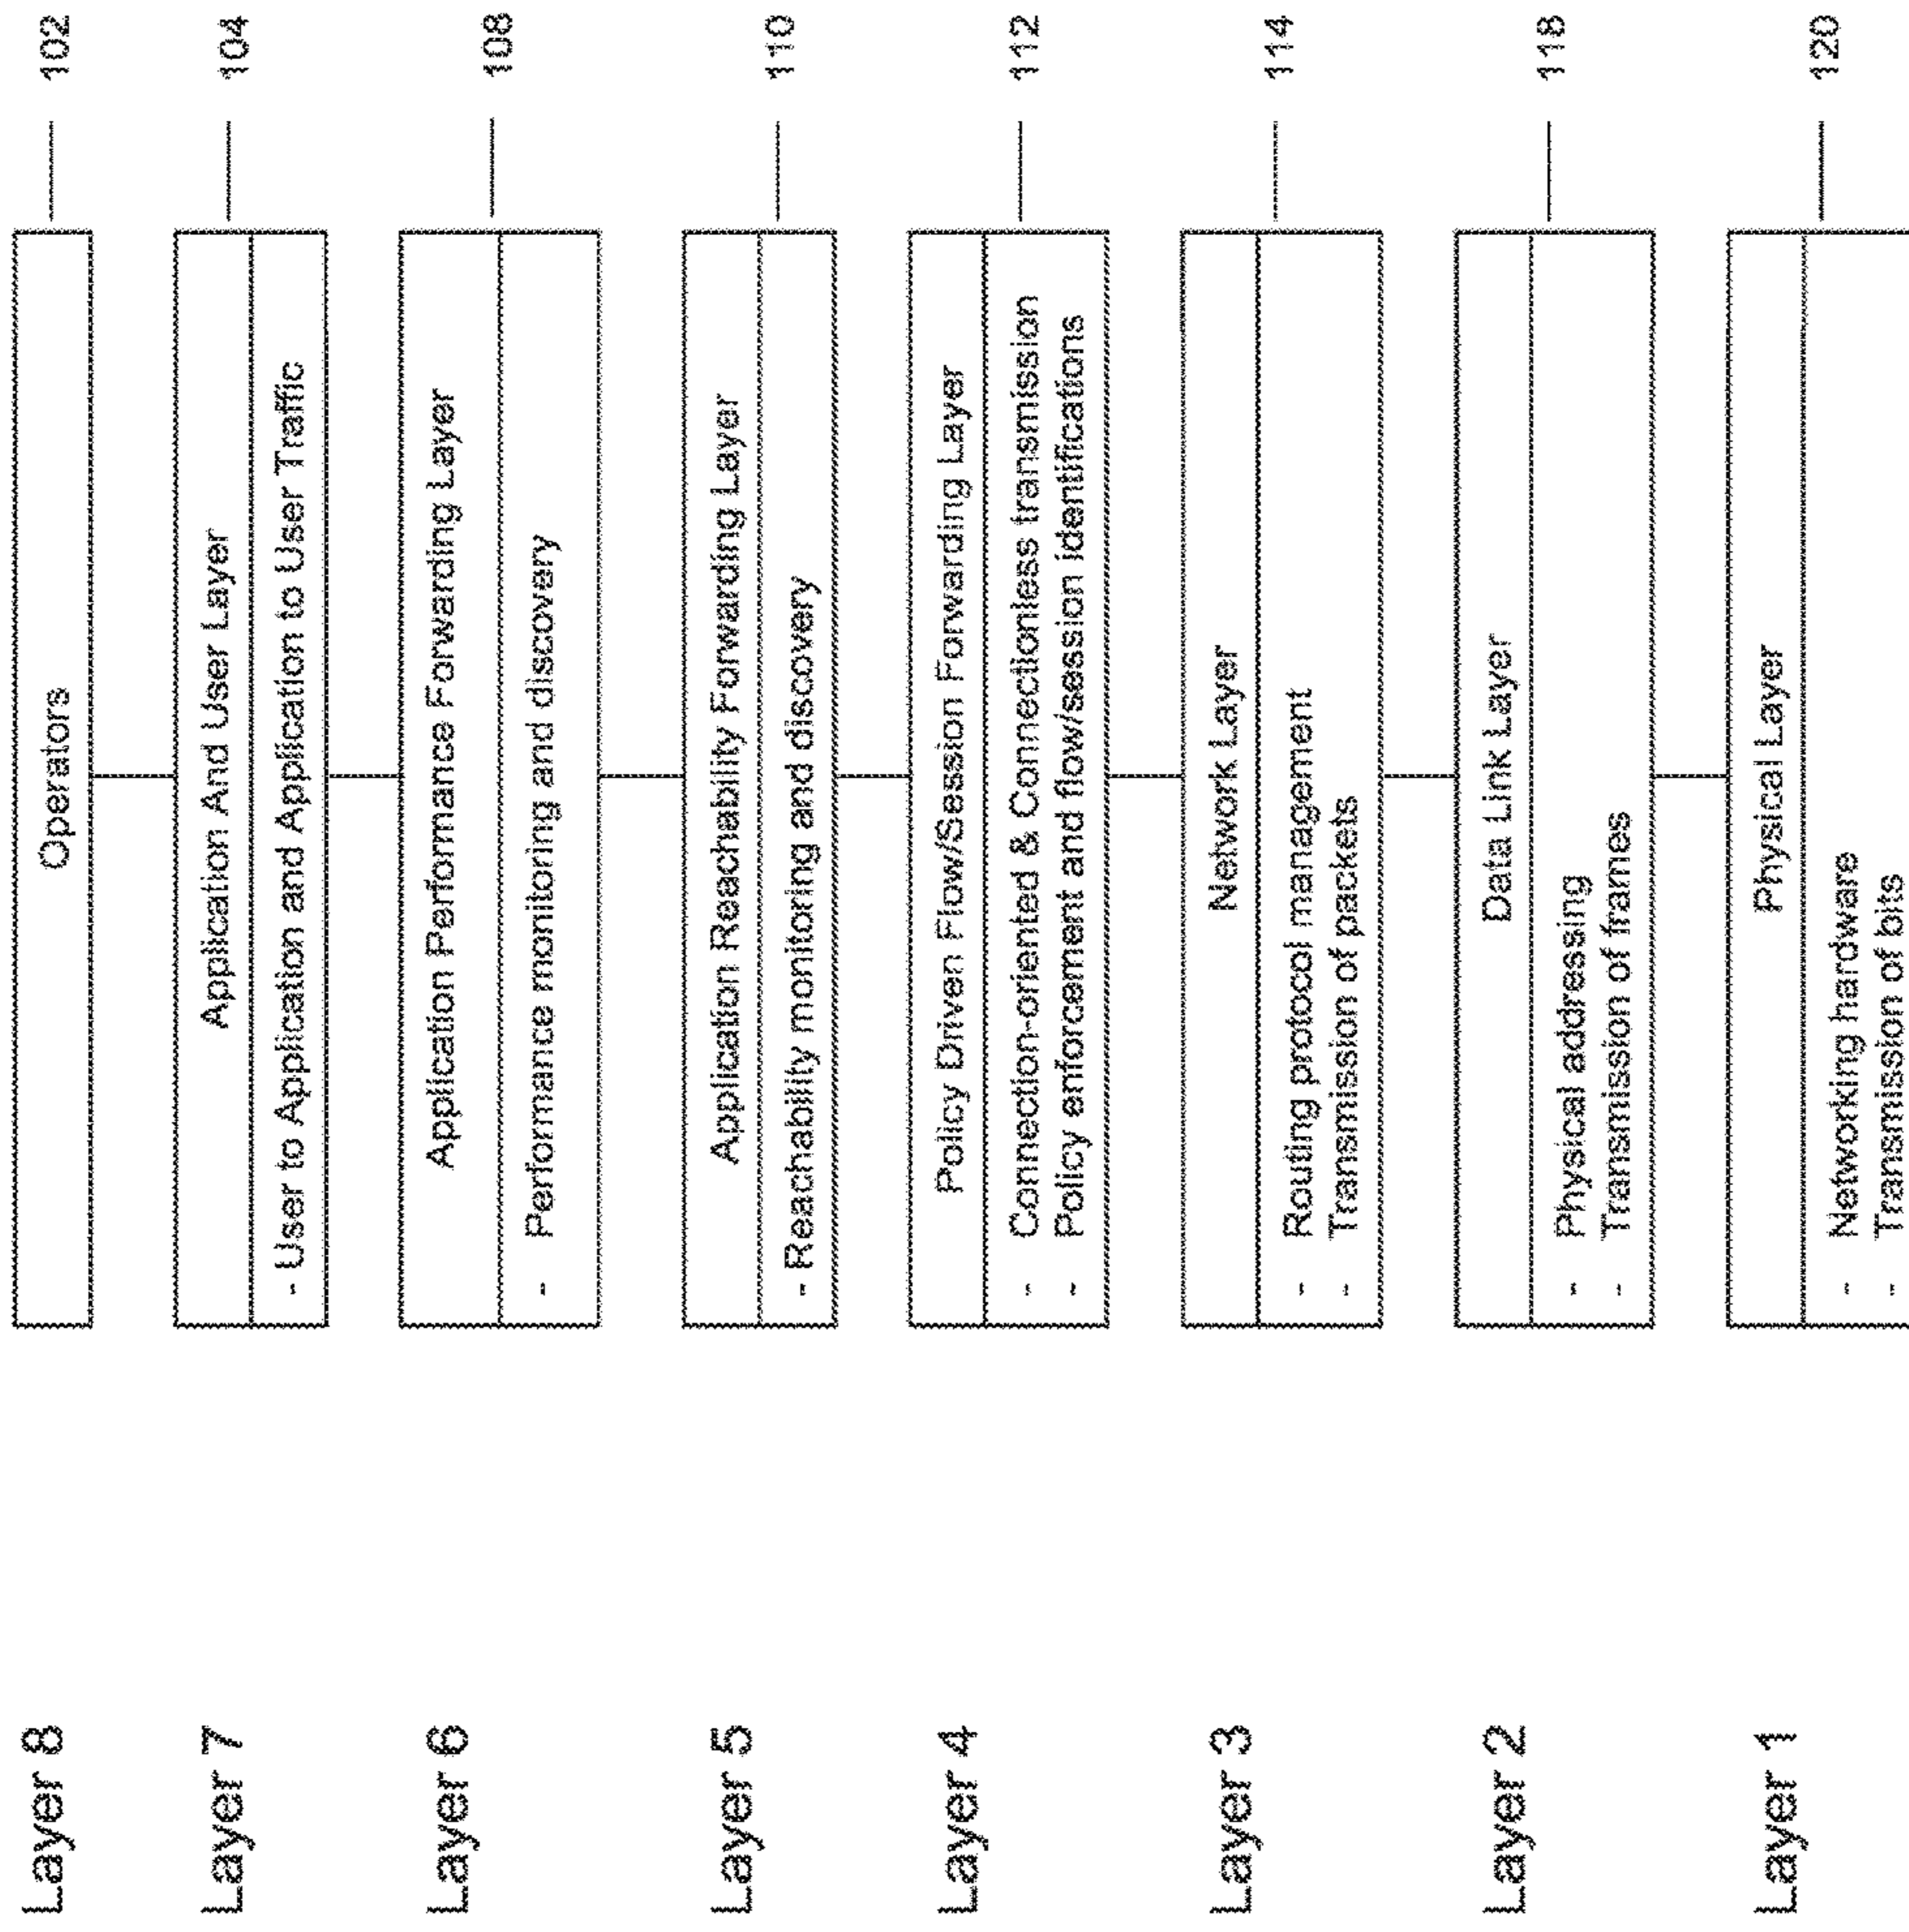 Layer 8
Operators
102
Layer 7
Application And User Layer
- User to Application and Application to User Traffic
104
Layer 6
Application Performance Forwarding Layer
- Performance monitoring and discovery
108
Layer 5
Application Reachability Forwarding Layer
- Reachability monitoring and discovery
110
Layer 4
Policy Driven Flow/Session Forwarding Layer
- Connection-oriented & Connectionless transmission
- Policy enforcement and flow/session identifications
112
Layer 3
Network Layer
- Routing protocol management
- Transmission of packets
114
Layer 2
Data Link Layer
- Physical addressing
- Transmission of frames
118
Layer 1
Physical Layer
- Networking hardware
- Transmission of bits
120